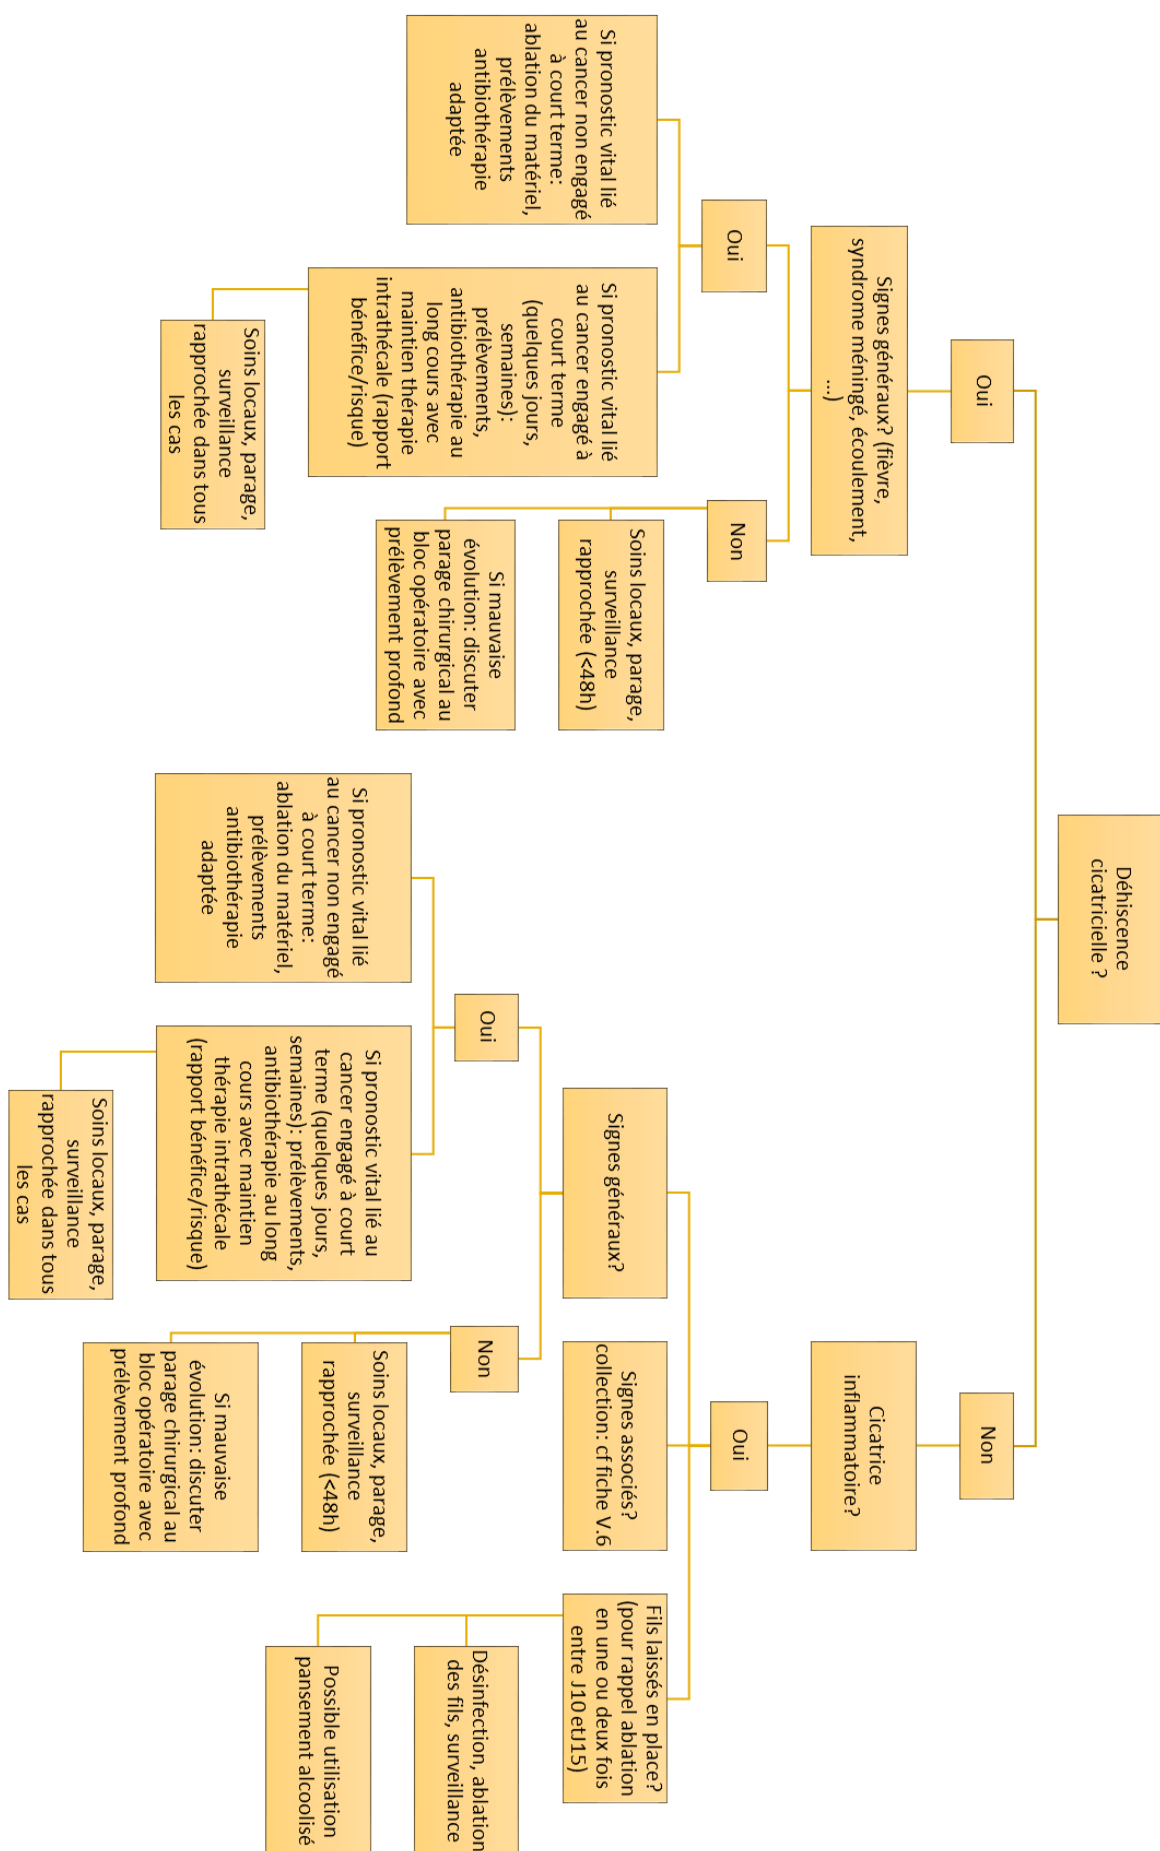 Déhiscence
cicatricielle ?
Oui
Signes généraux? (fièvre,
syndrome méningé, écoulement,
...)
Oui
Si pronostic vital lié
au cancer non engagé
à court terme:
ablation du matériel,
prélèvements
antibiothérapie
adaptée
Si pronostic vital lié
au cancer engagé à
court terme
(quelques jours,
semaines):
prélèvements,
antibiothérapie au
long cours avec
maintien thérapie
intrathécale (rapport
bénéfice/risque)
Soins locaux, parage,
surveillance
rapprochée dans tous
les cas
Non
Soins locaux, parage,
surveillance
rapprochée (<48h)
Si mauvaise
évolution: discuter
parage chirurgical au
bloc opératoire avec
prélèvement profond
Non
Cicatrice
inflammatoire?
Oui
Signes généraux?
Oui
Si pronostic vital lié
au cancer non engagé
à court terme:
ablation du matériel,
prélèvements
antibiothérapie
adaptée
Si pronostic vital lié au
cancer engagé à court
terme (quelques jours,
semaines): prélèvements,
antibiothérapie au long
cours avec maintien
thérapie intrathécale
(rapport bénéfice/risque)
Soins locaux, parage,
surveillance
rapprochée dans tous
les cas
Non
Soins locaux, parage,
surveillance
rapprochée (<48h)
Si mauvaise
évolution: discuter
parage chirurgical au
bloc opératoire avec
prélèvement profond
Signes associés?
collection: cf fiche V.6
Fils laissés en place?
(pour rappel ablation
en une ou deux fois
entre J10 etJ15)
Désinfection, ablation
des fils, surveillance
Possible utilisation
pansement alcoolisé